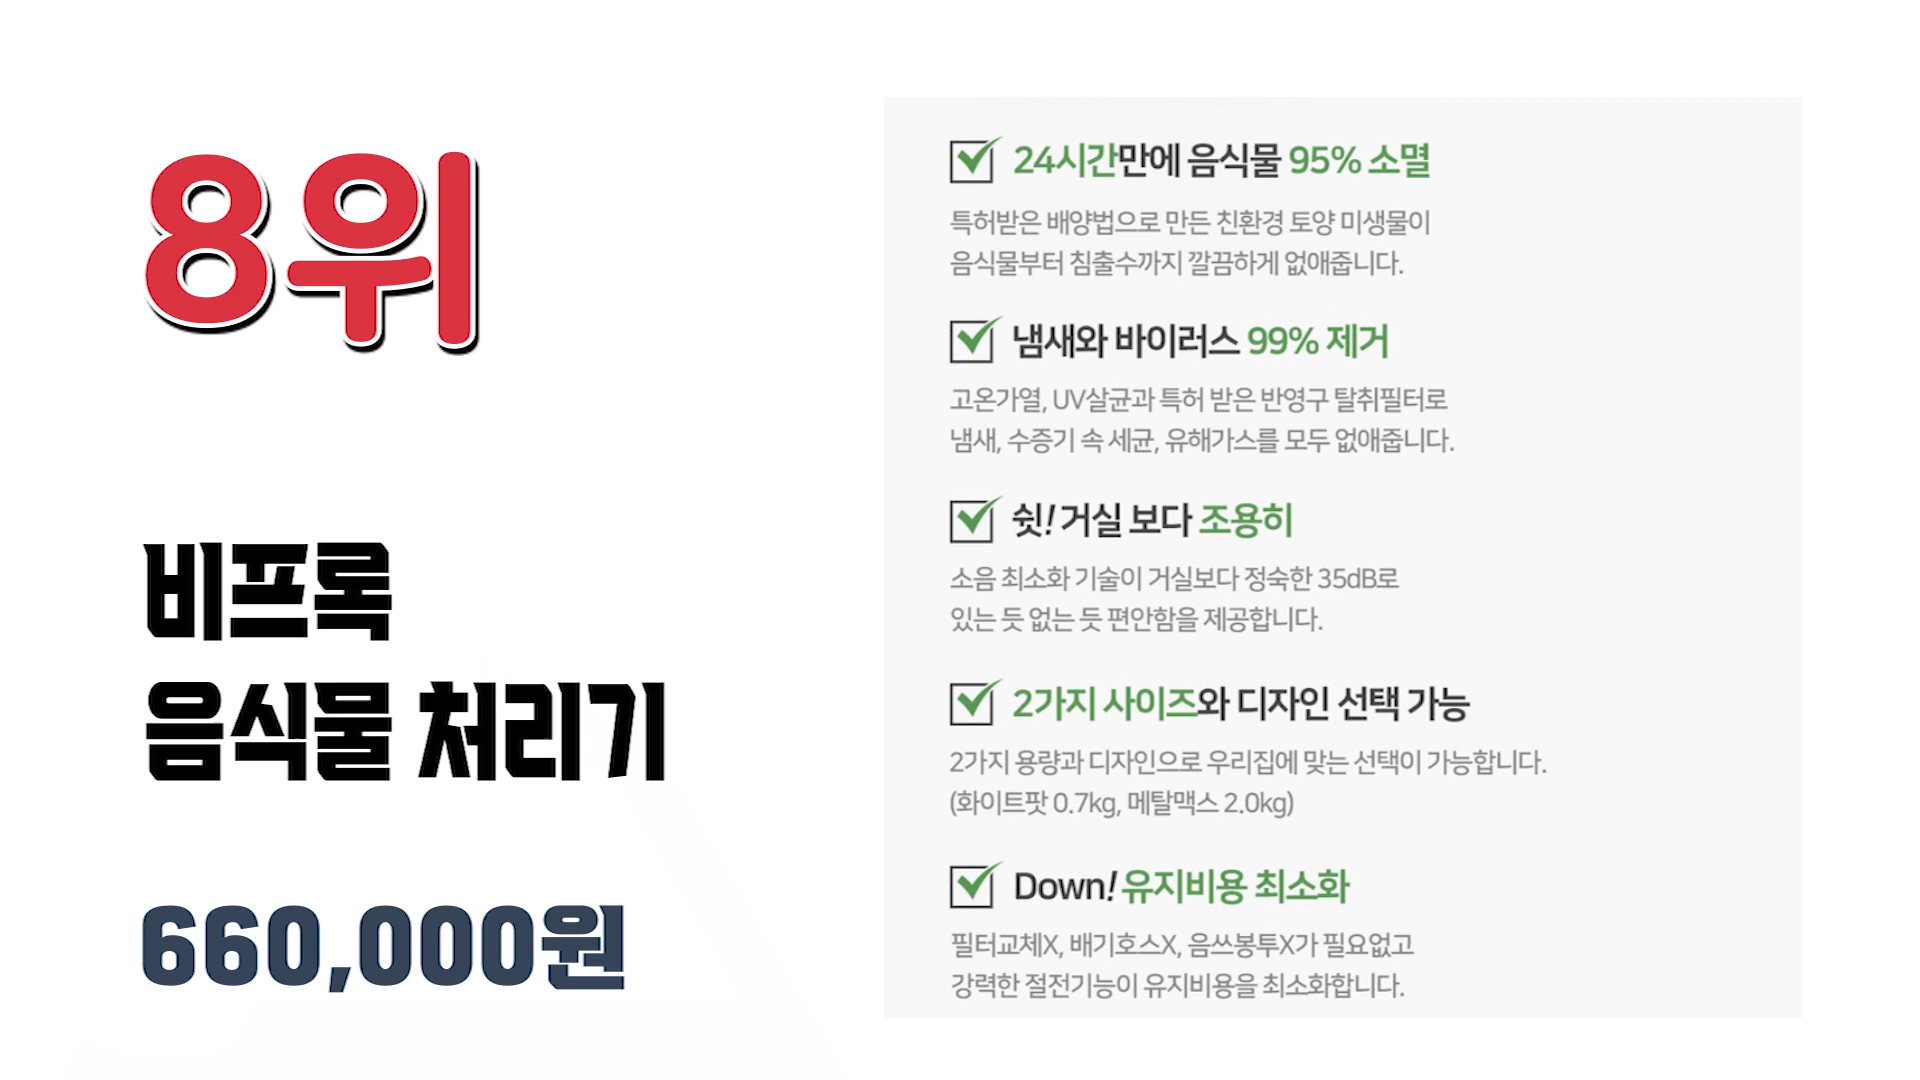 8위
비프록
음식물 처리기
660,000원
24시간만에 음식물 95% 소멸
특허받은 배양법으로 만든 친환경 토양 미생물이
음식물부터 침출수까지 깔끔하게 없애줍니다.
냄새와 바이러스 99% 제거
고온가열, UV살균과 특허 받은 반영구 탈취필터로
냄새, 수증기 속 세균, 유해가스를 모두 없애줍니다.
쉿! 거실 보다 조용히
소음 최소화 기술이 거실보다 정숙한 35dB로
있는 듯 없는 듯 편안함을 제공합니다.
2가지 사이즈와 디자인 선택 가능
2가지 용량과 디자인으로 우리집에 맞는 선택이 가능합니다.
(화이트팟 0.7kg, 메탈맥스 2.0kg)
Down! 유지비용 최소화
필터교체X, 배기호스X, 음쓰봉투X가 필요없고
강력한 절전기능이 유지비용을 최소화합니다.